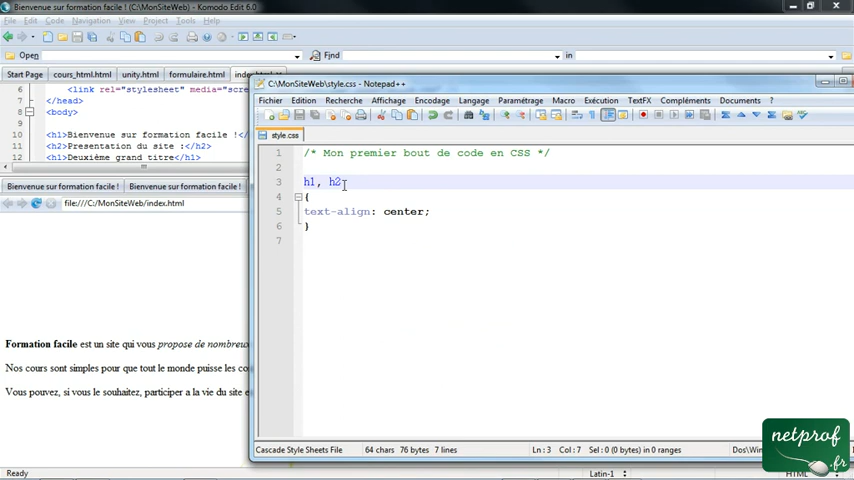 Bienvenue sur formation facile ! (C:\MonSiteWeb\index.html) - Komodo Edit 6.0
File Edit Code Navigation View Project Tools Help
Open
Find
in
Start Page cours_html.html unity.html formulaire.html index.html
6 <link rel="stylesheet" media="scre
7 </head>
8 <body>
9
10 <h1>Bienvenue sur formation facile !</
11 <h2>Presentation du site :</h2>
12 <h1>Deuxième grand titre</h1>
Bienvenue sur formation facile ! Bienvenue sur formation facile !
file:///C:/MonSiteWeb/index.html
Formation facile est un site qui vous propose de nombreux
Nos cours sont simples pour que tout le monde puisse les co
Vous pouvez, si vous le souhaitez, participer a la vie du site e
Ready
C:\MonSiteWeb\style.css - Notepad++
Fichier Edition Recherche Affichage Encodage Langage Paramétrage Macro Exécution TextFX Compléments Documents ?
style.css
1 /* Mon premier bout de code en CSS */
2
3 h1, h2
4 {
5 text-align: center;
6 }
7
Cascade Style Sheets File 64 chars 76 bytes 7 lines Ln : 3 Col : 7 Sel : 0 (0 bytes) in 0 ranges Dos\Win
Latin-1 HTML
netprof
.fr